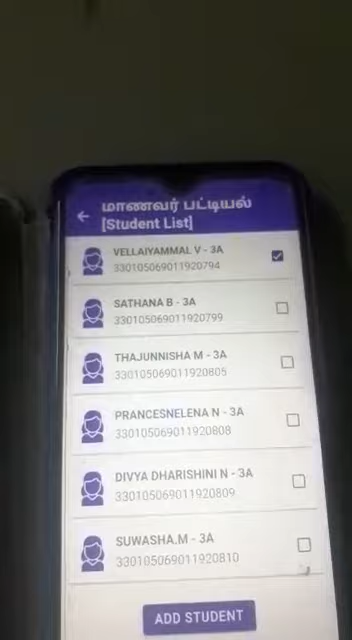 மாணவர் பட்டியல்
[Student List]
VELLAIYAMMAL V - 3A
330105069011920794
SATHANA B - 3A
330105069011920799
THAJUNNISHA M - 3A
330105069011920805
PRANCESNELENA N - 3A
330105069011920808
DIVYA DHARISHINI N - 3A
330105069011920809
SUWASHA.M - 3A
330105069011920810
ADD STUDENT